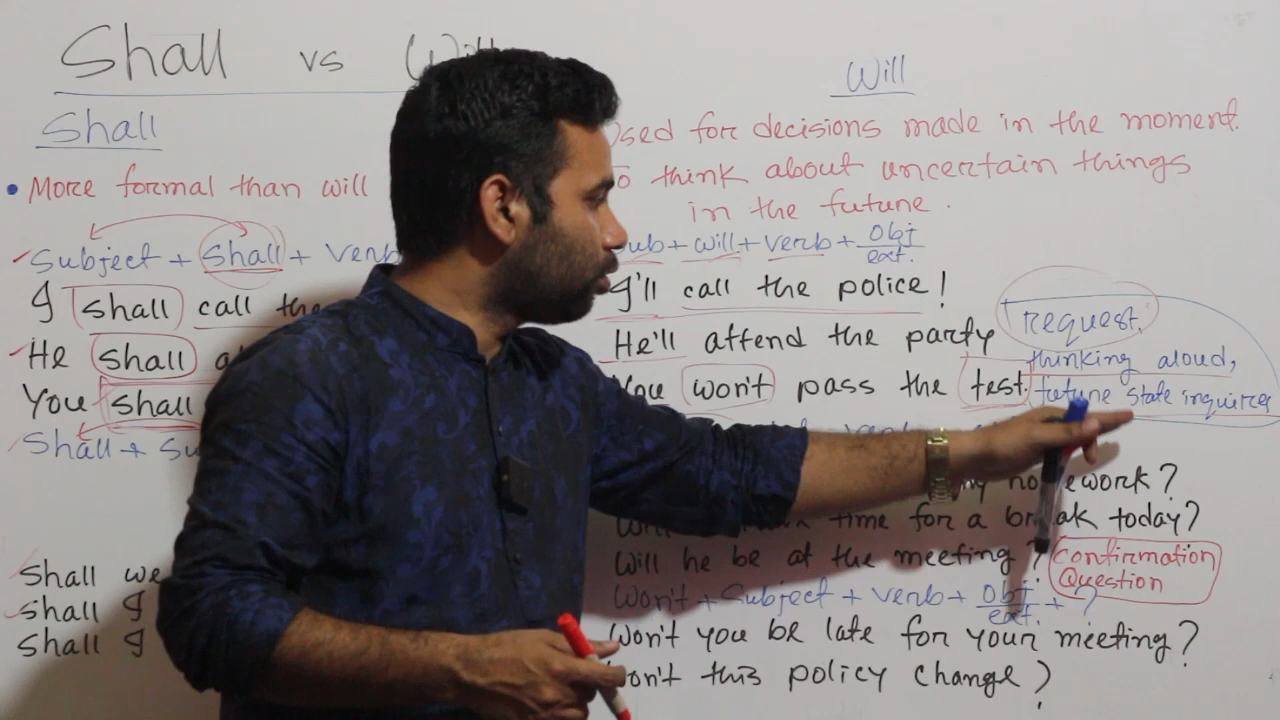 Shall vs
Shall
• More formal than will
Subject + Shall + Verb
I shall call the
He shall
You shall
Shall +
Shall we
Shall I
Shall I
Will
for decisions made in the moment.
think about uncertain things
in the future.
Sub + will + verb + Obj
ext.
I'll call the police!
He'll attend the party
You won't pass the test.
request,
thinking aloud,
future state inquires
my homework?
time for a break today?
Will he be at the meeting?
Confirmation
Question
Won't + Subject + verb + Obj + ?
ext.
Won't you be late for your meeting?
Won't this policy change?